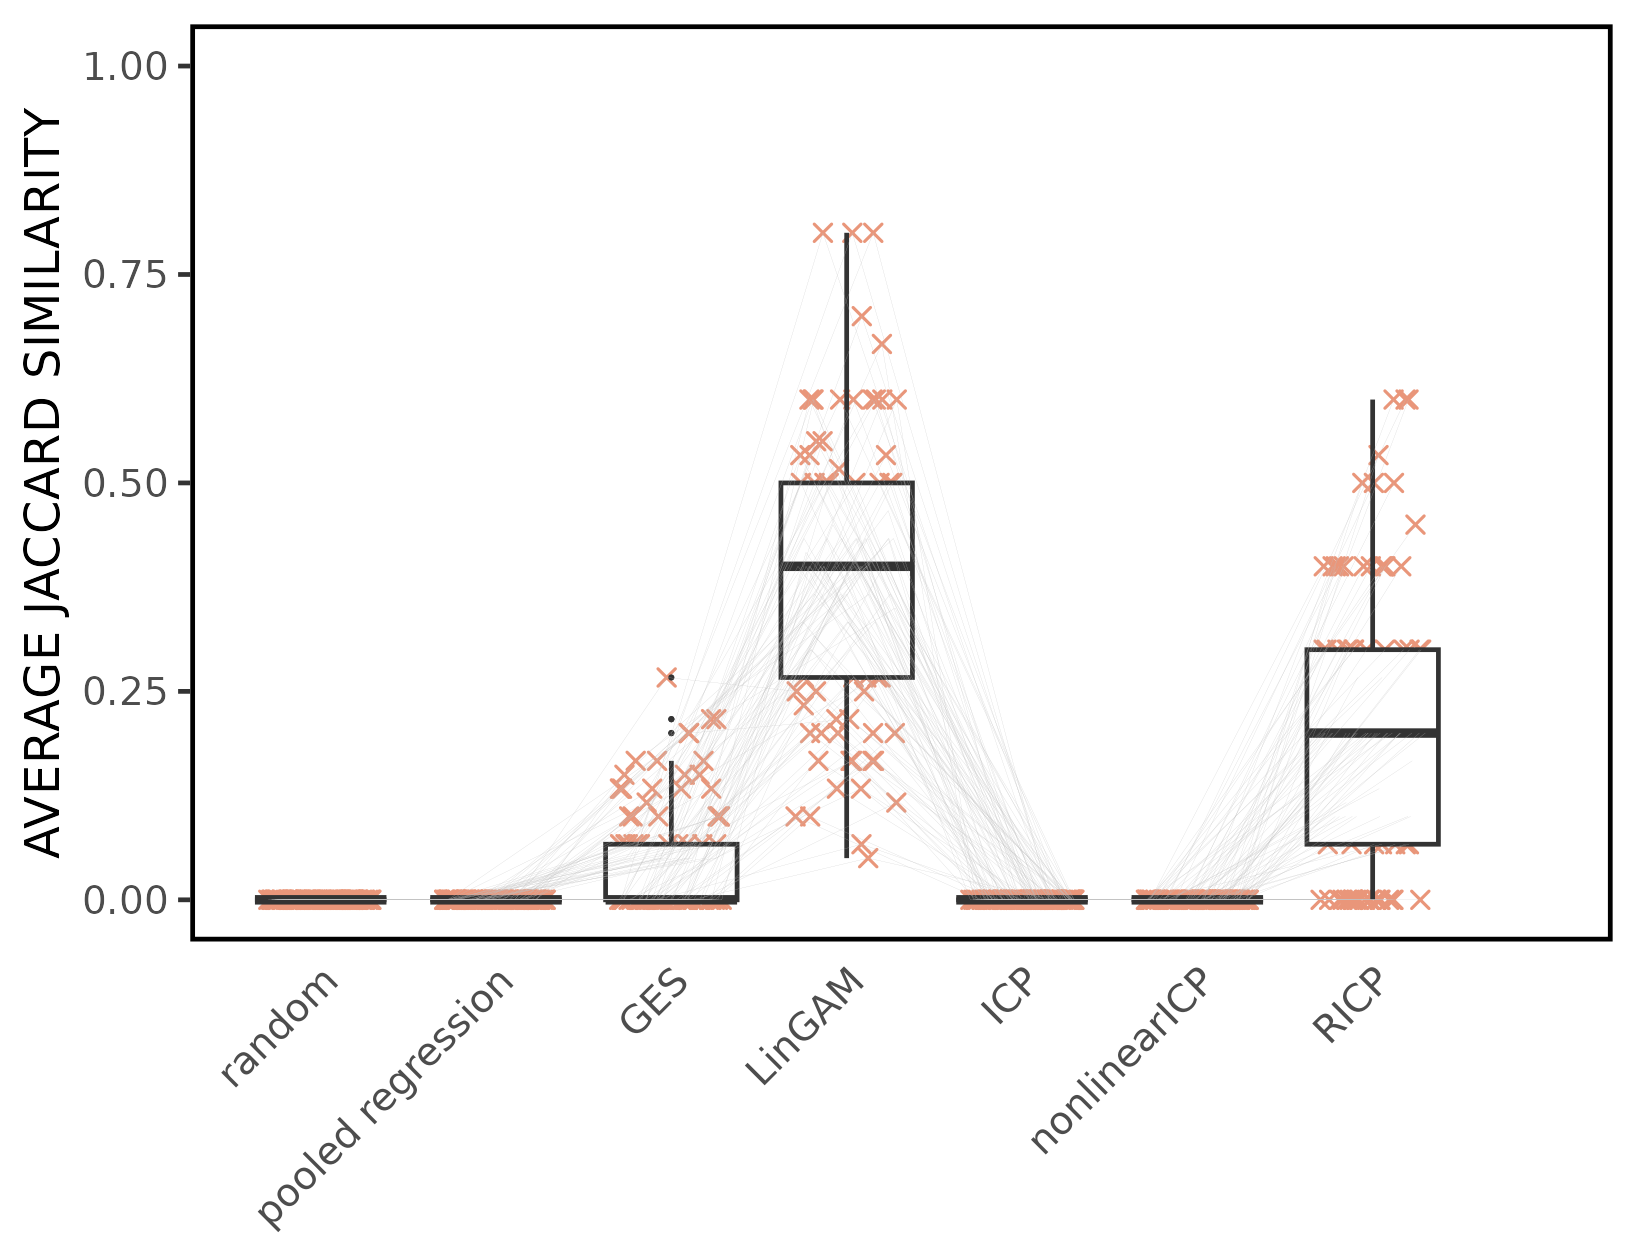 AVERAGE JACCARD SIMILARITY
1.00
0.75
0.50
0.25
0.00
random
pooled regression
GES
LinGAM
ICP
nonlinearICP
RICP